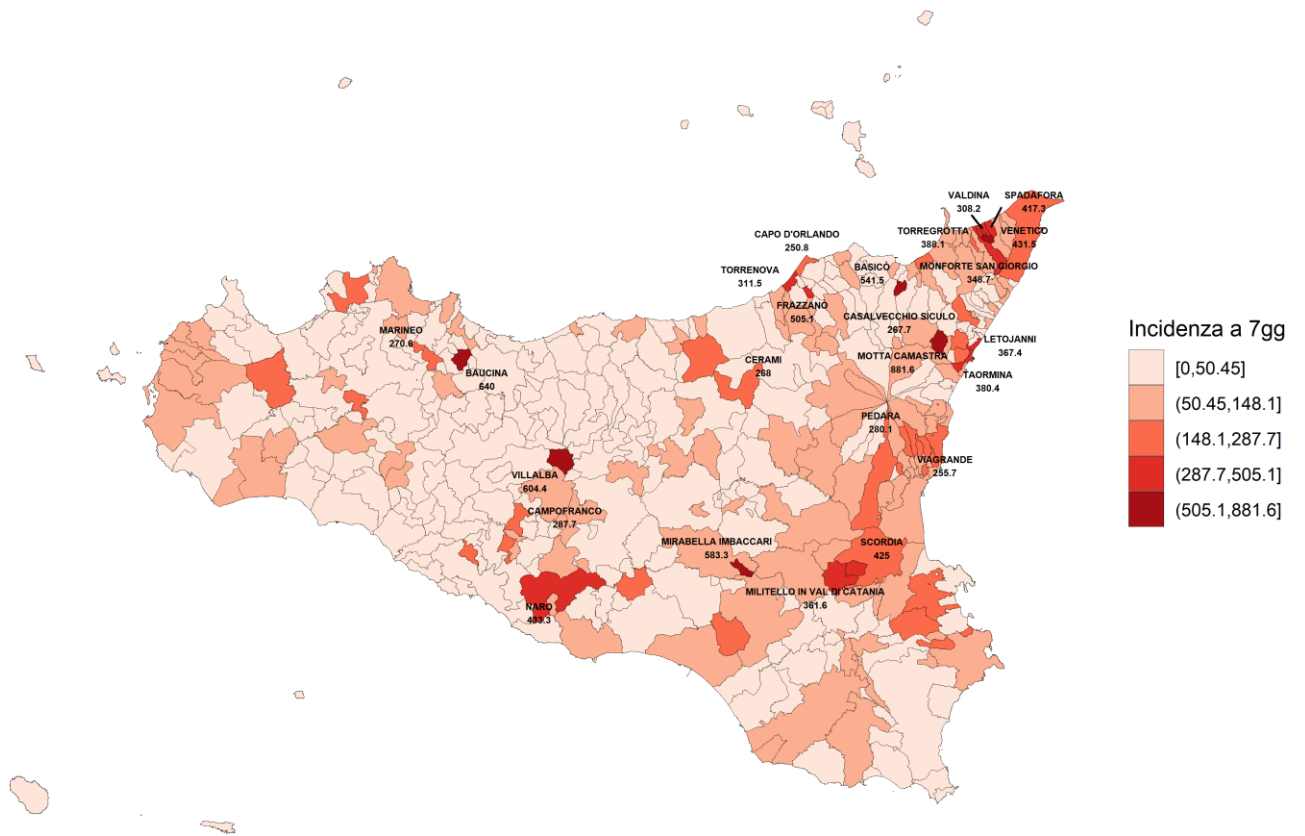 VALDINA
308.2
SPADAFORA
417.3
CAPO D'ORLANDO
250.8
TORREGROTTA
388.1
VENETICO
431.5
TORRENOVA
311.5
BASICÒ
541.5
MONFORTE SAN GIORGIO
348.7
FRAZZANÒ
505.1
CASALVECCHIO SICULO
267.7
MARINEO
270.6
LETOJANNI
367.4
BAUCINA
640
CERAMI
268
MOTTA CAMASTRA
881.6
TAORMINA
380.4
PEDARA
280.1
VIAGRANDE
255.7
VILLALBA
604.4
CAMPOFRANCO
287.7
MIRABELLA IMBACCARI
583.3
SCORDIA
425
MILITELLO IN VAL DI CATANIA
361.6
NARO
433.3
Incidenza a 7gg
[0,50.45]
(50.45,148.1]
(148.1,287.7]
(287.7,505.1]
(505.1,881.6]